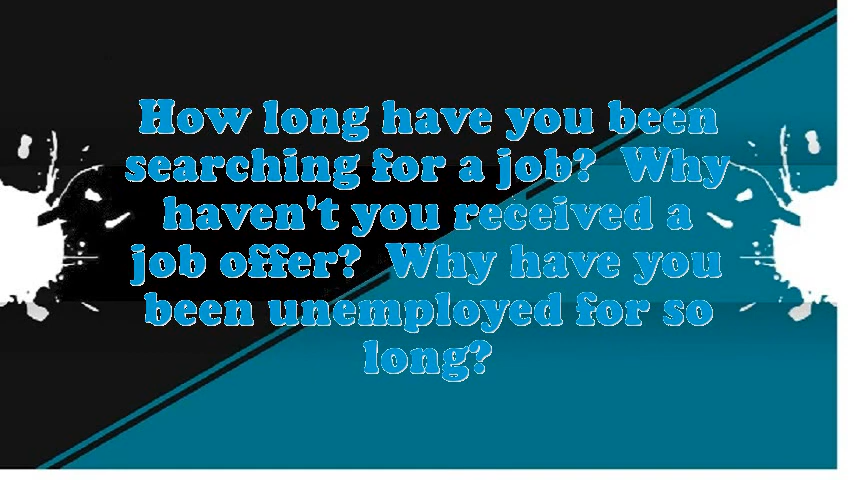 How long have you been
searching for a job?  Why
haven't you received a
job offer?  Why have you
been unemployed for so
long?